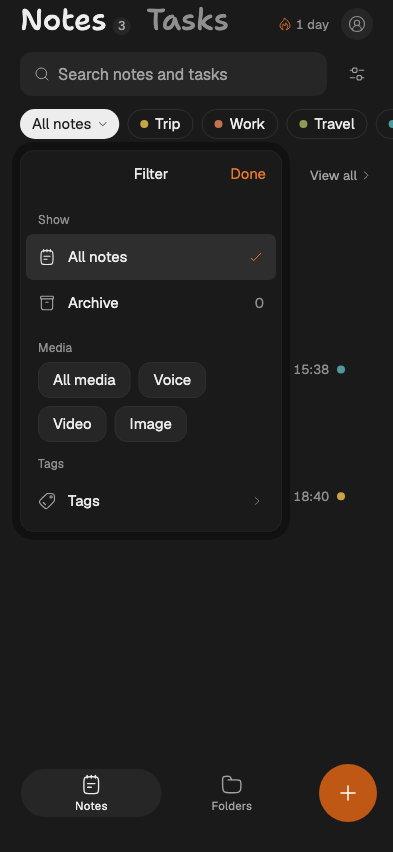 Notes 3 Tasks 1 day
Search notes and tasks
All notes Trip Work Travel
Filter Done View all
Show
All notes
Archive 0
Media
All media Voice
15:38
Video Image
Tags
Tags 18:40
Notes Folders